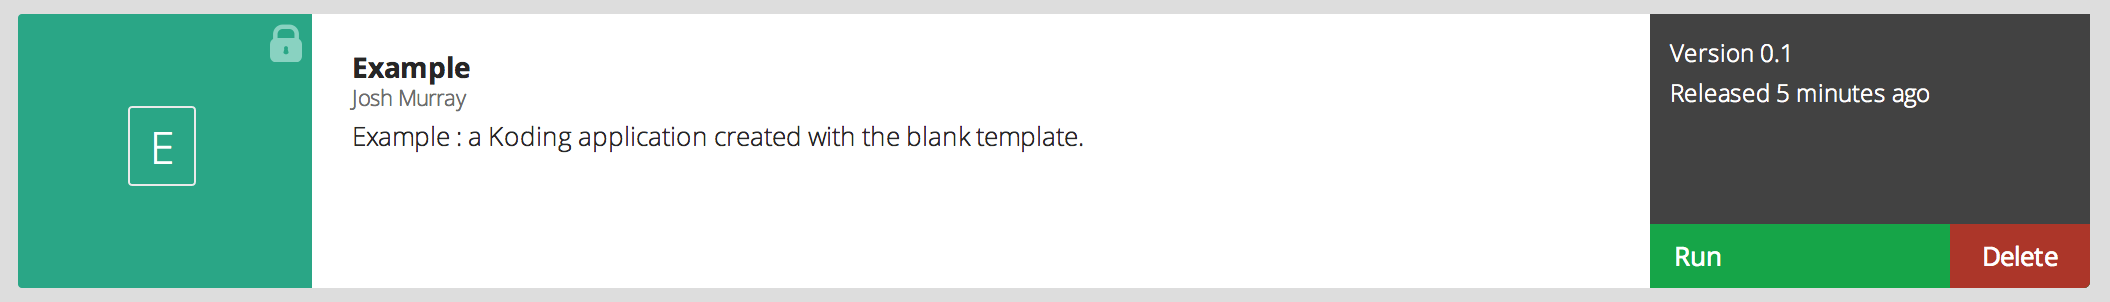 E
Example
Josh Murray
Example : a Koding application created with the blank template.
Version 0.1
Released 5 minutes ago
Run
Delete